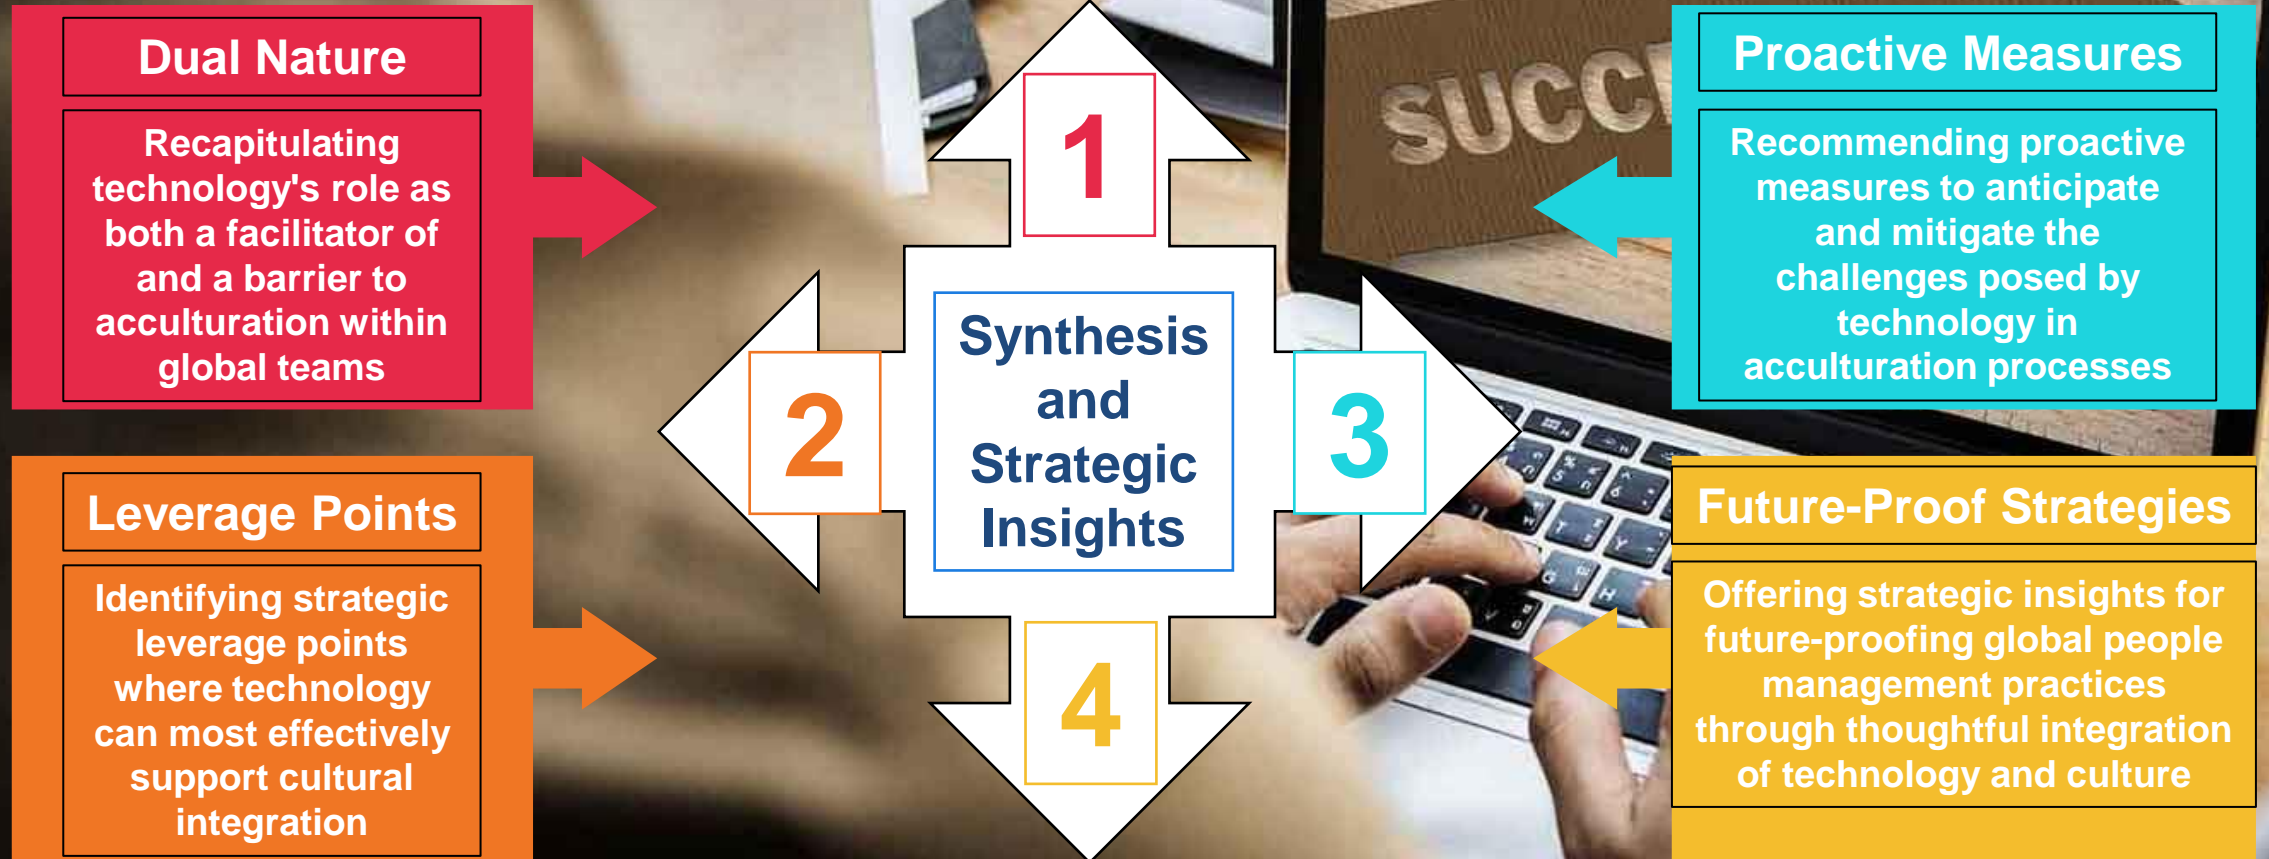 Dual Nature
Recapitulating
technology's role as
both a facilitator of
and a barrier to
acculturation within
global teams
Leverage Points
Identifying strategic
leverage points
where technology
can most effectively
support cultural
integration
1
2
Synthesis
and
Strategic
Insights
3
4
SUCC
Proactive Measures
Recommending proactive
measures to anticipate
and mitigate the
challenges posed by
technology in
acculturation processes
Future-Proof Strategies
Offering strategic insights for
future-proofing global people
management practices
through thoughtful integration
of technology and culture